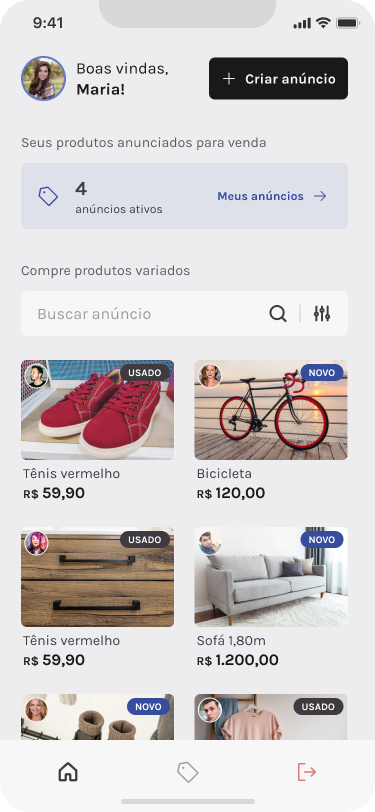 9:41
Boas vindas,
Maria!
Criar anúncio
Seus produtos anunciados para venda
4
anúncios ativos
Meus anúncios
Compre produtos variados
Buscar anúncio
USADO
NOVO
Tênis vermelho
R$ 59,90
Bicicleta
R$ 120,00
USADO
NOVO
Tênis vermelho
R$ 59,90
Sofá 1,80m
R$ 1.200,00
NOVO
USADO